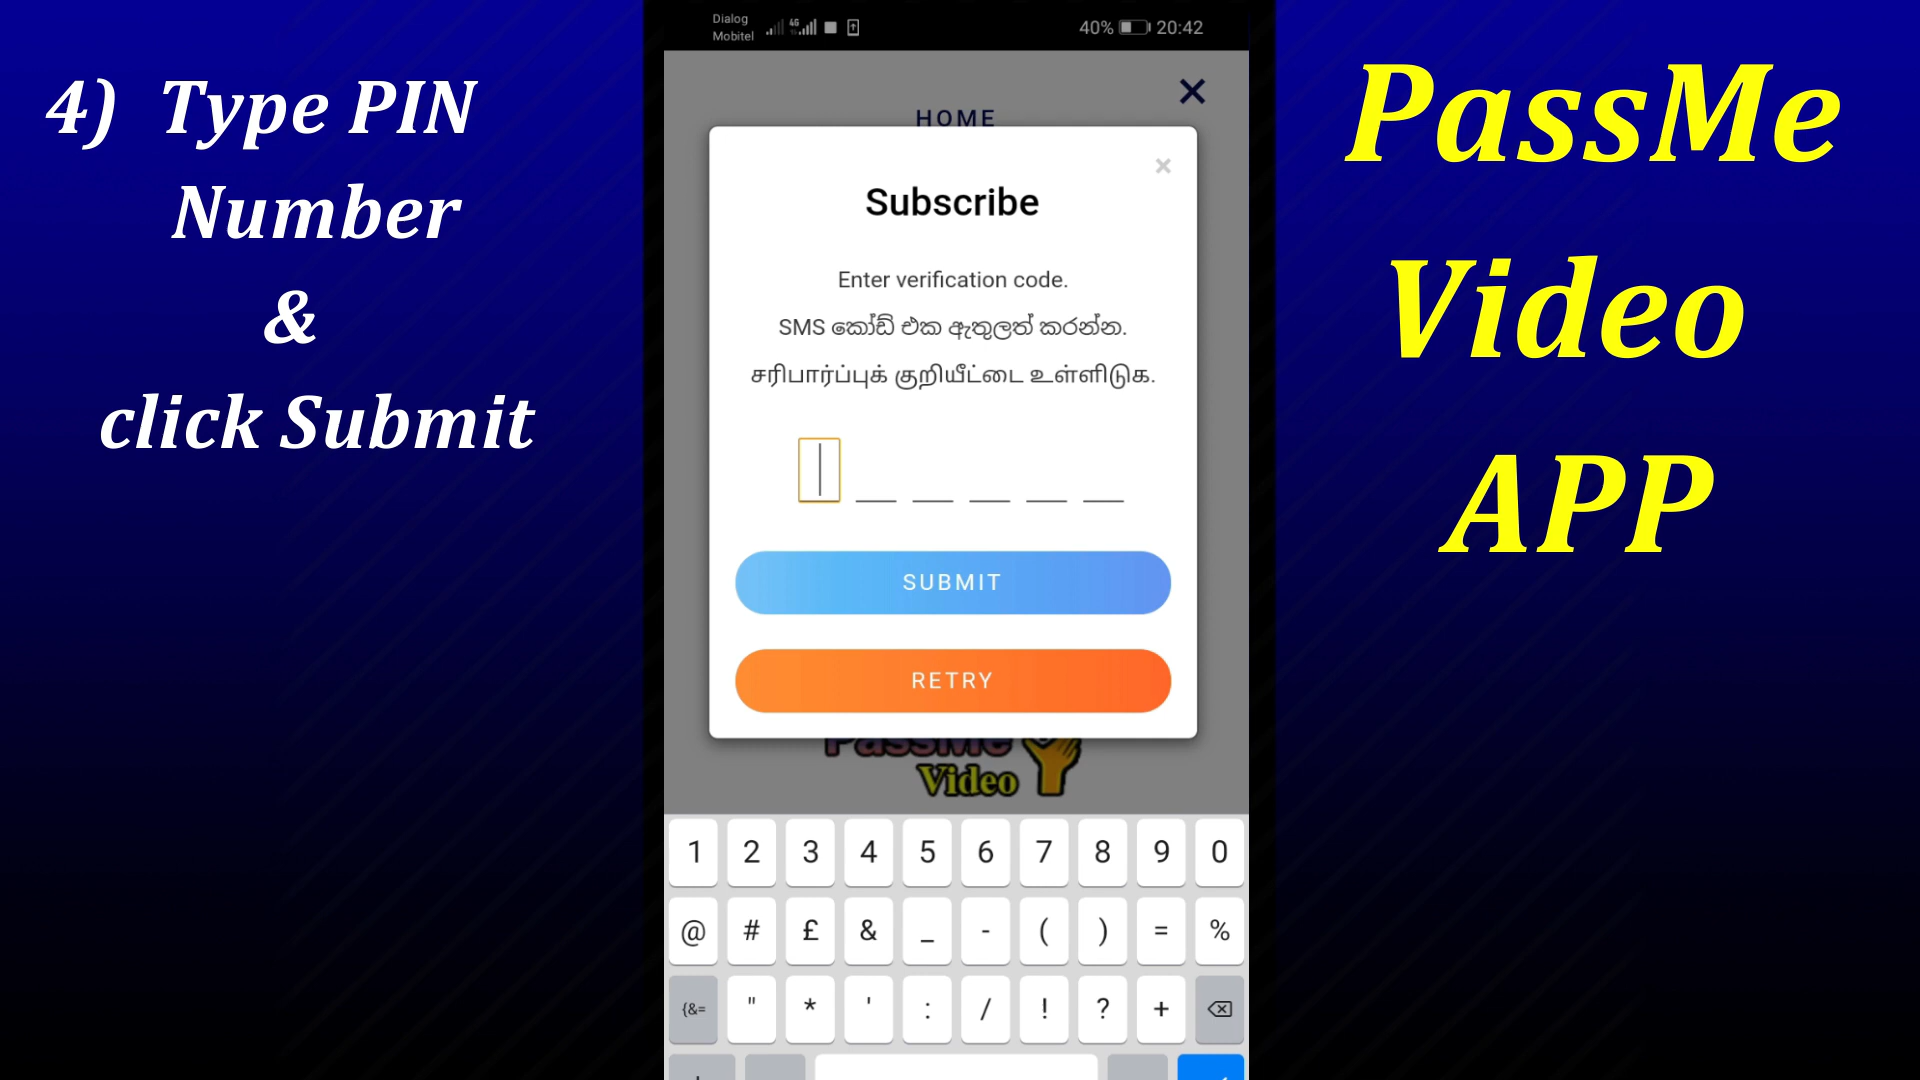 4) Type PIN
Number
&
click Submit
Dialog
Mobitel
4G
40%
20:42
HOME
×
Subscribe
Enter verification code.
SMS කෝඩ් එක ඇතුලත් කරන්න.
சரிபார்ப்புக் குறியீட்டை உள்ளிடுக.
SUBMIT
RETRY
PassMe
Video
1 2 3 4 5 6 7 8 9 0
@ # £ & _ - ( ) = %
{&= " * ' : / ! ? +
PassMe
Video
APP